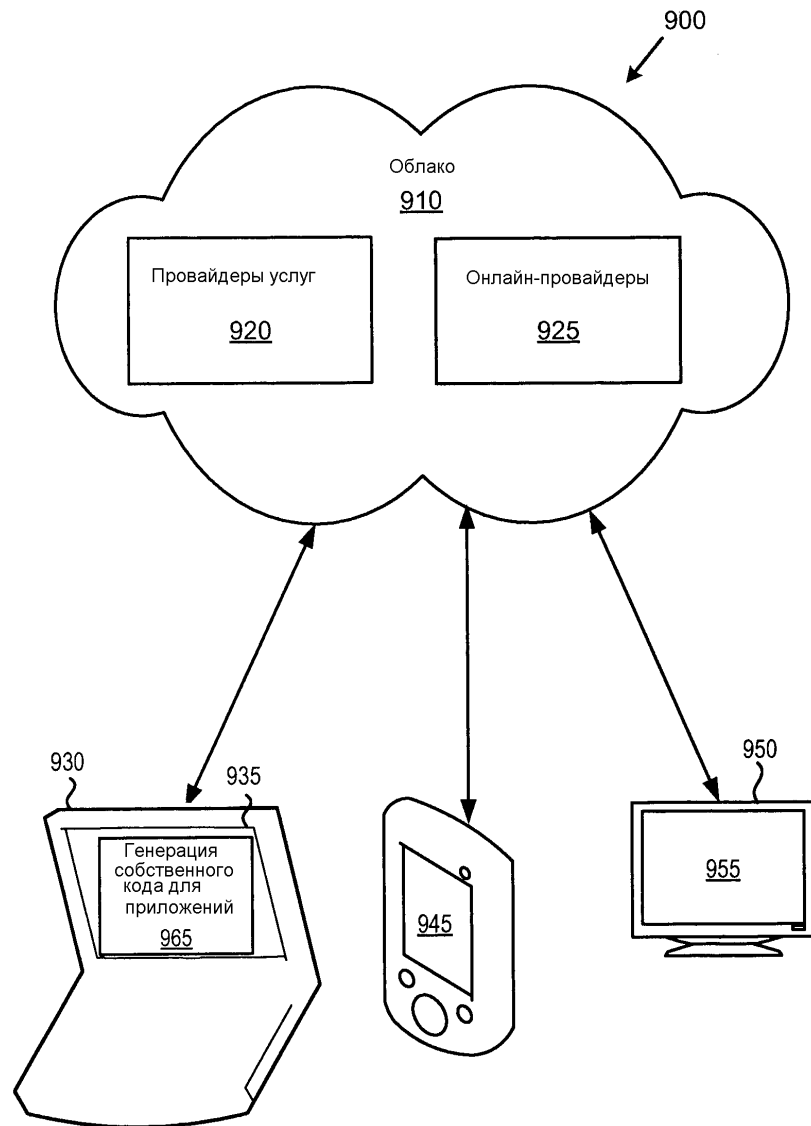 900
Облако
910
Провайдеры услуг
920
Онлайн-провайдеры
925
930
935
Генерация
собственного
кода для
приложений
965
945
950
955